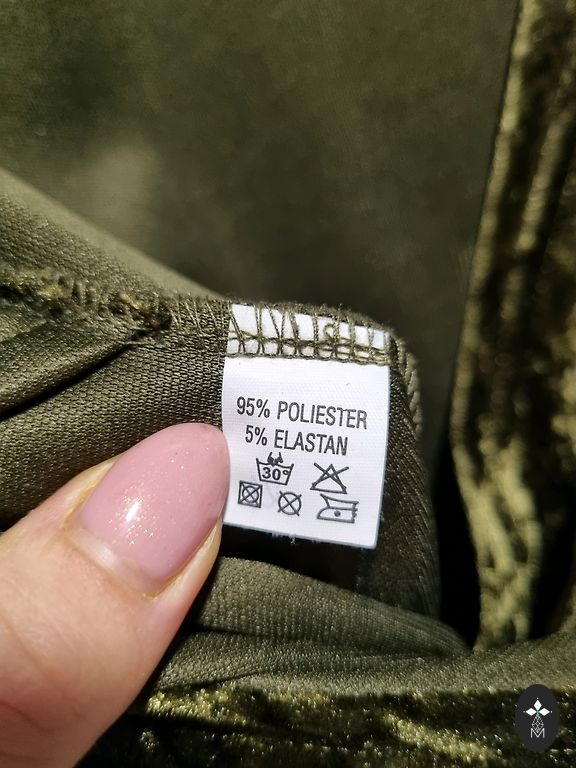 95% POLIESTER
5% ELASTAN
30°
M